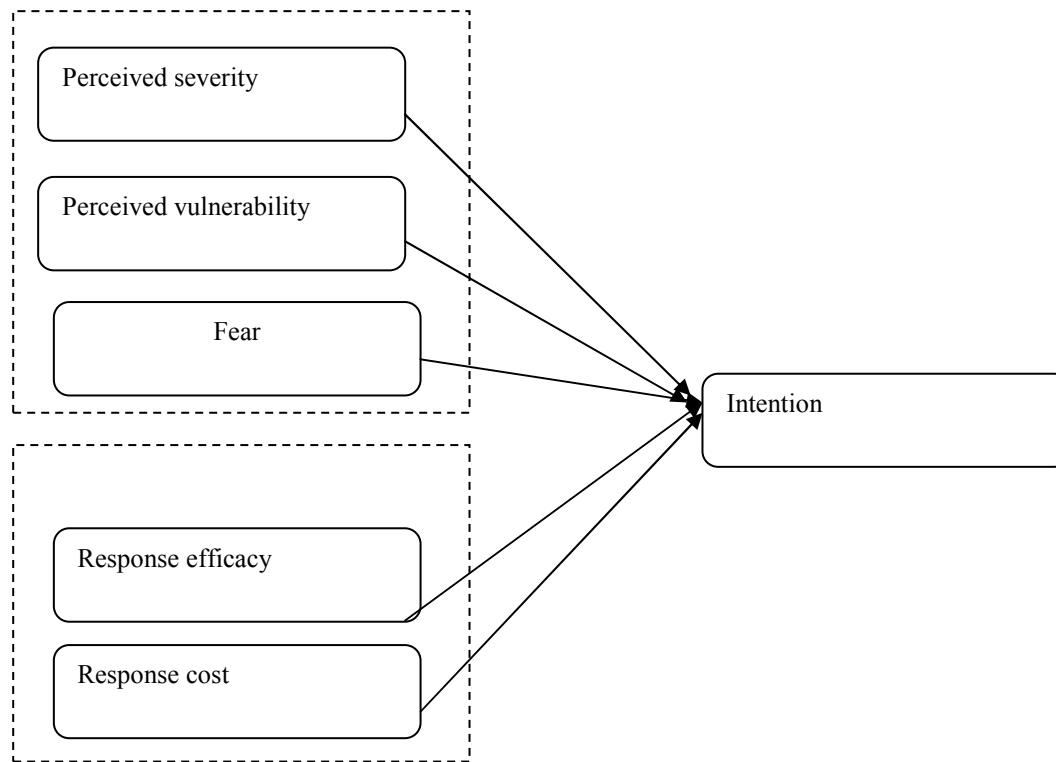 Perceived severity
Perceived vulnerability
Fear
Intention
Response efficacy
Response cost